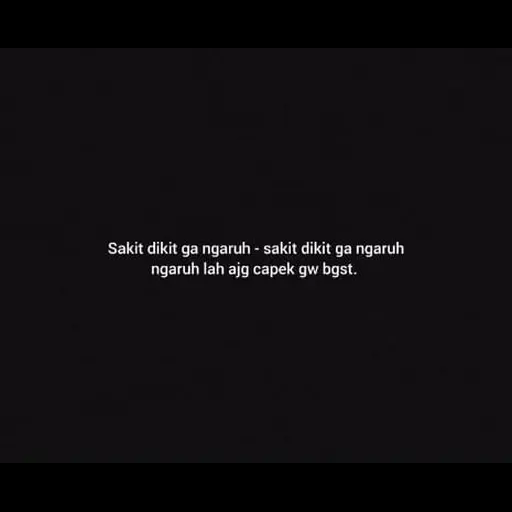 Sakit dikit ga ngaruh - sakit dikit ga ngaruh
ngaruh lah ajg capek gw bgst.